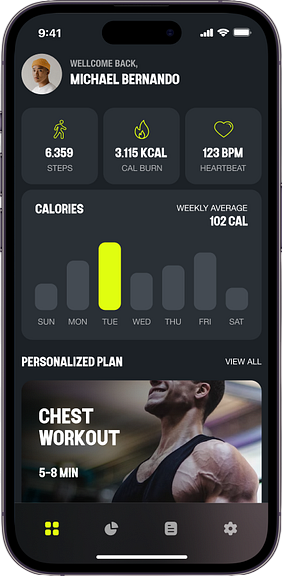 9:41
WELLCOME BACK,
MICHAEL BERNANDO
6.359
STEPS
3.115 KCAL
CAL BURN
123 BPM
HEARTBEAT
CALORIES
WEEKLY AVERAGE
102 CAL
SUN MON TUE WED THU FRI SAT
PERSONALIZED PLAN
VIEW ALL
CHEST
WORKOUT
5-8 MIN